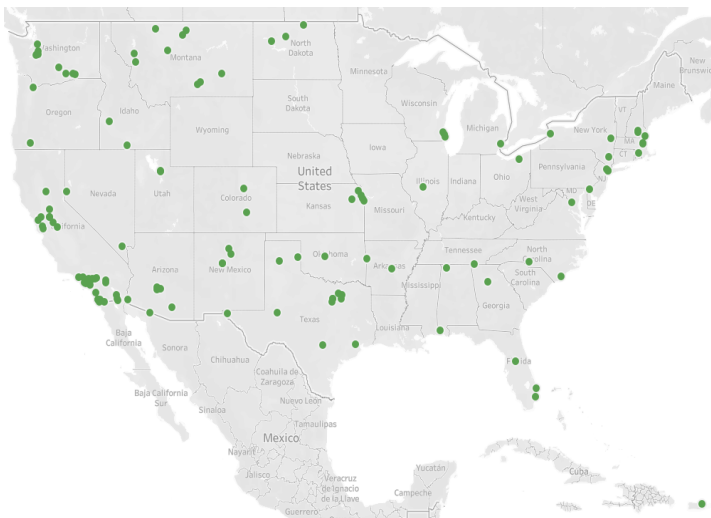 Washington
Montana
North
Dakota
Minnesota
New
Brunswick
Maine
Oregon
Idaho
South
Dakota
Wisconsin
Michigan
VT
New York
MA
CT
Wyoming
Iowa
Nebraska
United
States
Illinois
Indiana
Ohio
Pennsylvania
NJ
MD
DE
Nevada
Utah
Colorado
Kansas
Missouri
West
Virginia
Kentucky
California
Arizona
New Mexico
Oklahoma
Arkansas
Tennessee
North
Carolina
South
Carolina
Mississippi
Georgia
Texas
Louisiana
Florida
Baja
California
Sonora
Chihuahua
Coahuila de
Zaragoza
Baja California
Sur
Sinaloa
Nuevo León
Tamaulipas
Mexico
Nayarit
Jalisco
Veracruz
de Ignacio
de la Llave
Guerrero
Yucatán
Campeche
Cuba